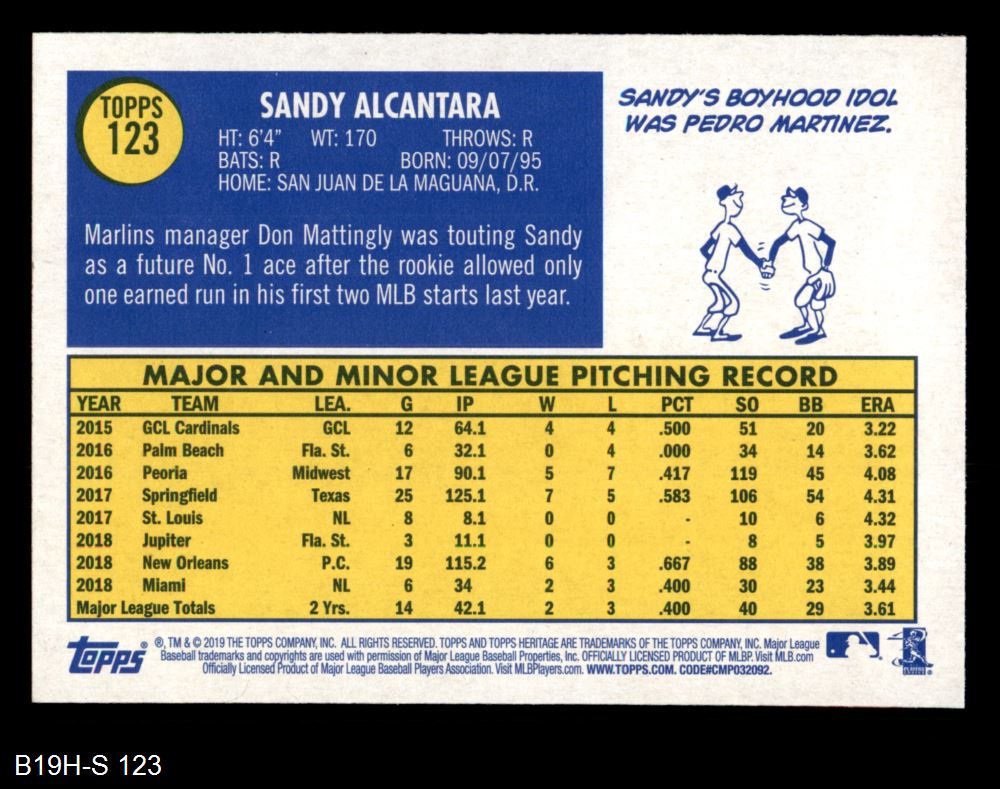 TOPPS
123
SANDY ALCANTARA
HT: 6'4" WT: 170 THROWS: R
BATS: R BORN: 09/07/95
HOME: SAN JUAN DE LA MAGUANA, D.R.
Marlins manager Don Mattingly was touting Sandy
as a future No. 1 ace after the rookie allowed only
one earned run in his first two MLB starts last year.
SANDY'S BOYHOOD IDOL
WAS PEDRO MARTINEZ.
MAJOR AND MINOR LEAGUE PITCHING RECORD
YEAR TEAM LEA. G IP W L PCT SO BB ERA
2015 GCL Cardinals GCL 12 64.1 4 4 .500 51 20 3.22
2016 Palm Beach Fla. St. 6 32.1 0 4 .000 34 14 3.62
2016 Peoria Midwest 17 90.1 5 7 .417 119 45 4.08
2017 Springfield Texas 25 125.1 7 5 .583 106 54 4.31
2017 St. Louis NL 8 8.1 0 0 - 10 6 4.32
2018 Jupiter Fla. St. 3 11.1 0 0 - 8 5 3.97
2018 New Orleans P.C. 19 115.2 6 3 .667 88 38 3.89
2018 Miami NL 6 34 2 3 .400 30 23 3.44
Major League Totals 2 Yrs. 14 42.1 2 3 .400 40 29 3.61
Topps ®
®, TM & © 2019 THE TOPPS COMPANY, INC. ALL RIGHTS RESERVED. TOPPS AND TOPPS HERITAGE ARE TRADEMARKS OF THE TOPPS COMPANY, INC. Major League
Baseball trademarks and copyrights are used with permission of Major League Baseball Properties, Inc. OFFICIALLY LICENSED PRODUCT OF MLBP. Visit MLB.com
Officially Licensed Product of Major League Baseball Players Association. Visit MLBPlayers.com. WWW.TOPPS.COM. CODE#CMP032092.
B19H-S 123